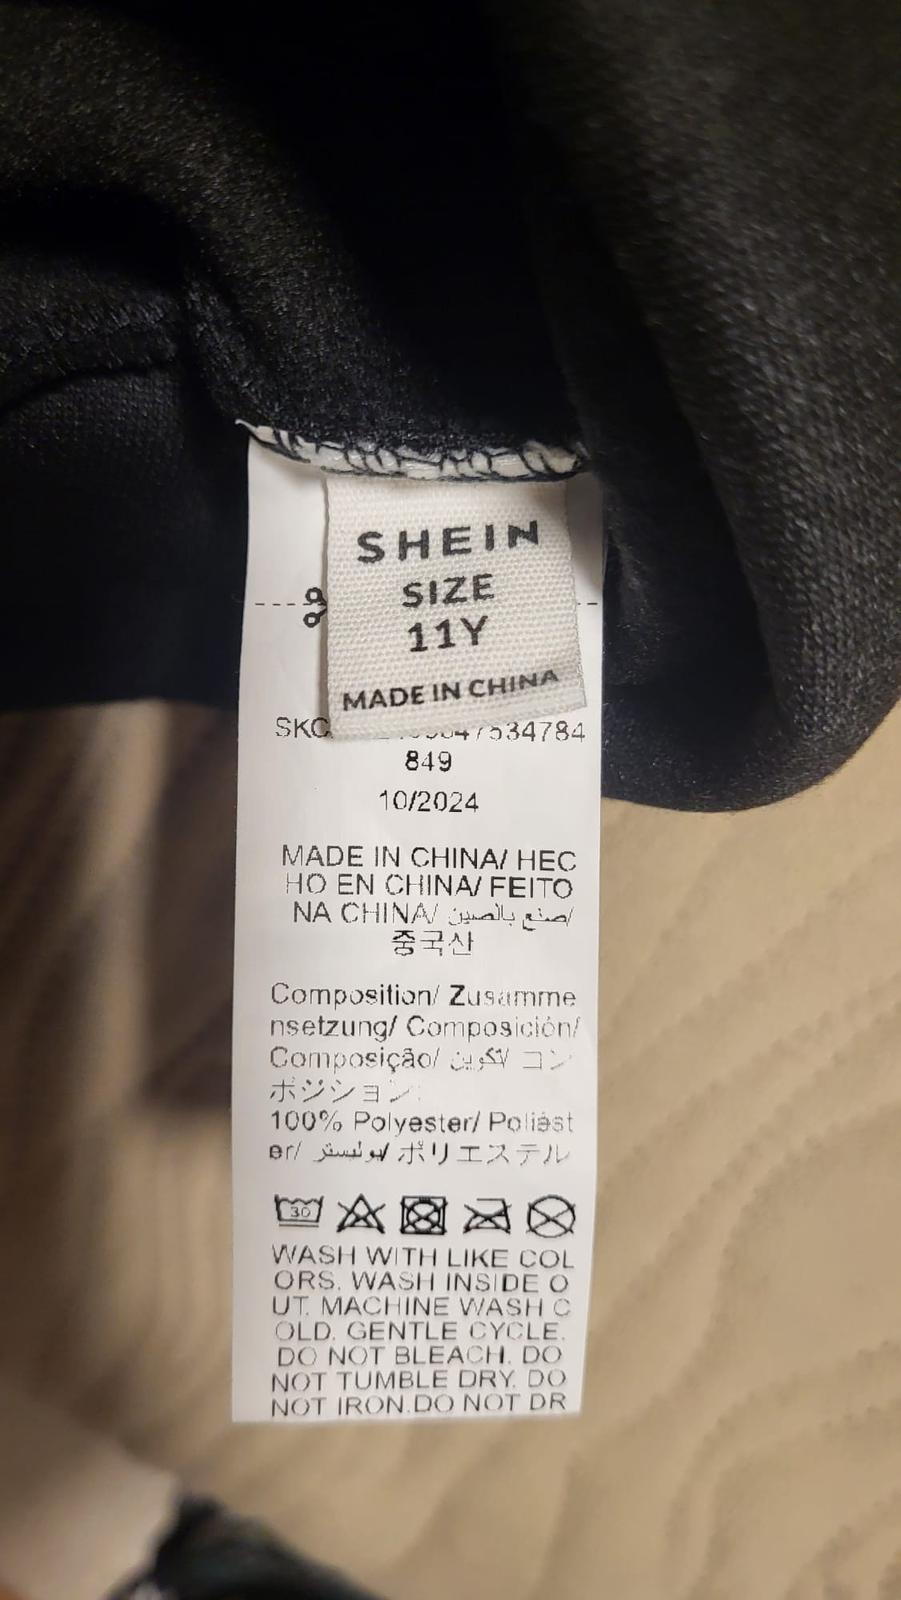 SHEIN
SIZE
11Y
MADE IN CHINA
SKC
47534784
849
10/2024
MADE IN CHINA/ HEC
HO EN CHINA/ FEITO
NA CHINA/ صنع بالصين/
중국산
Composition/ Zusamme
nsetzung/ Composición/
Composição/ تكوين/ コン
ポジション:
100% Polyester/ Poliést
er/ بوليستر/ ポリエステル
30
WASH WITH LIKE COL
ORS. WASH INSIDE O
UT. MACHINE WASH C
OLD. GENTLE CYCLE.
DO NOT BLEACH. DO
NOT TUMBLE DRY. DO
NOT IRON.DO NOT DR